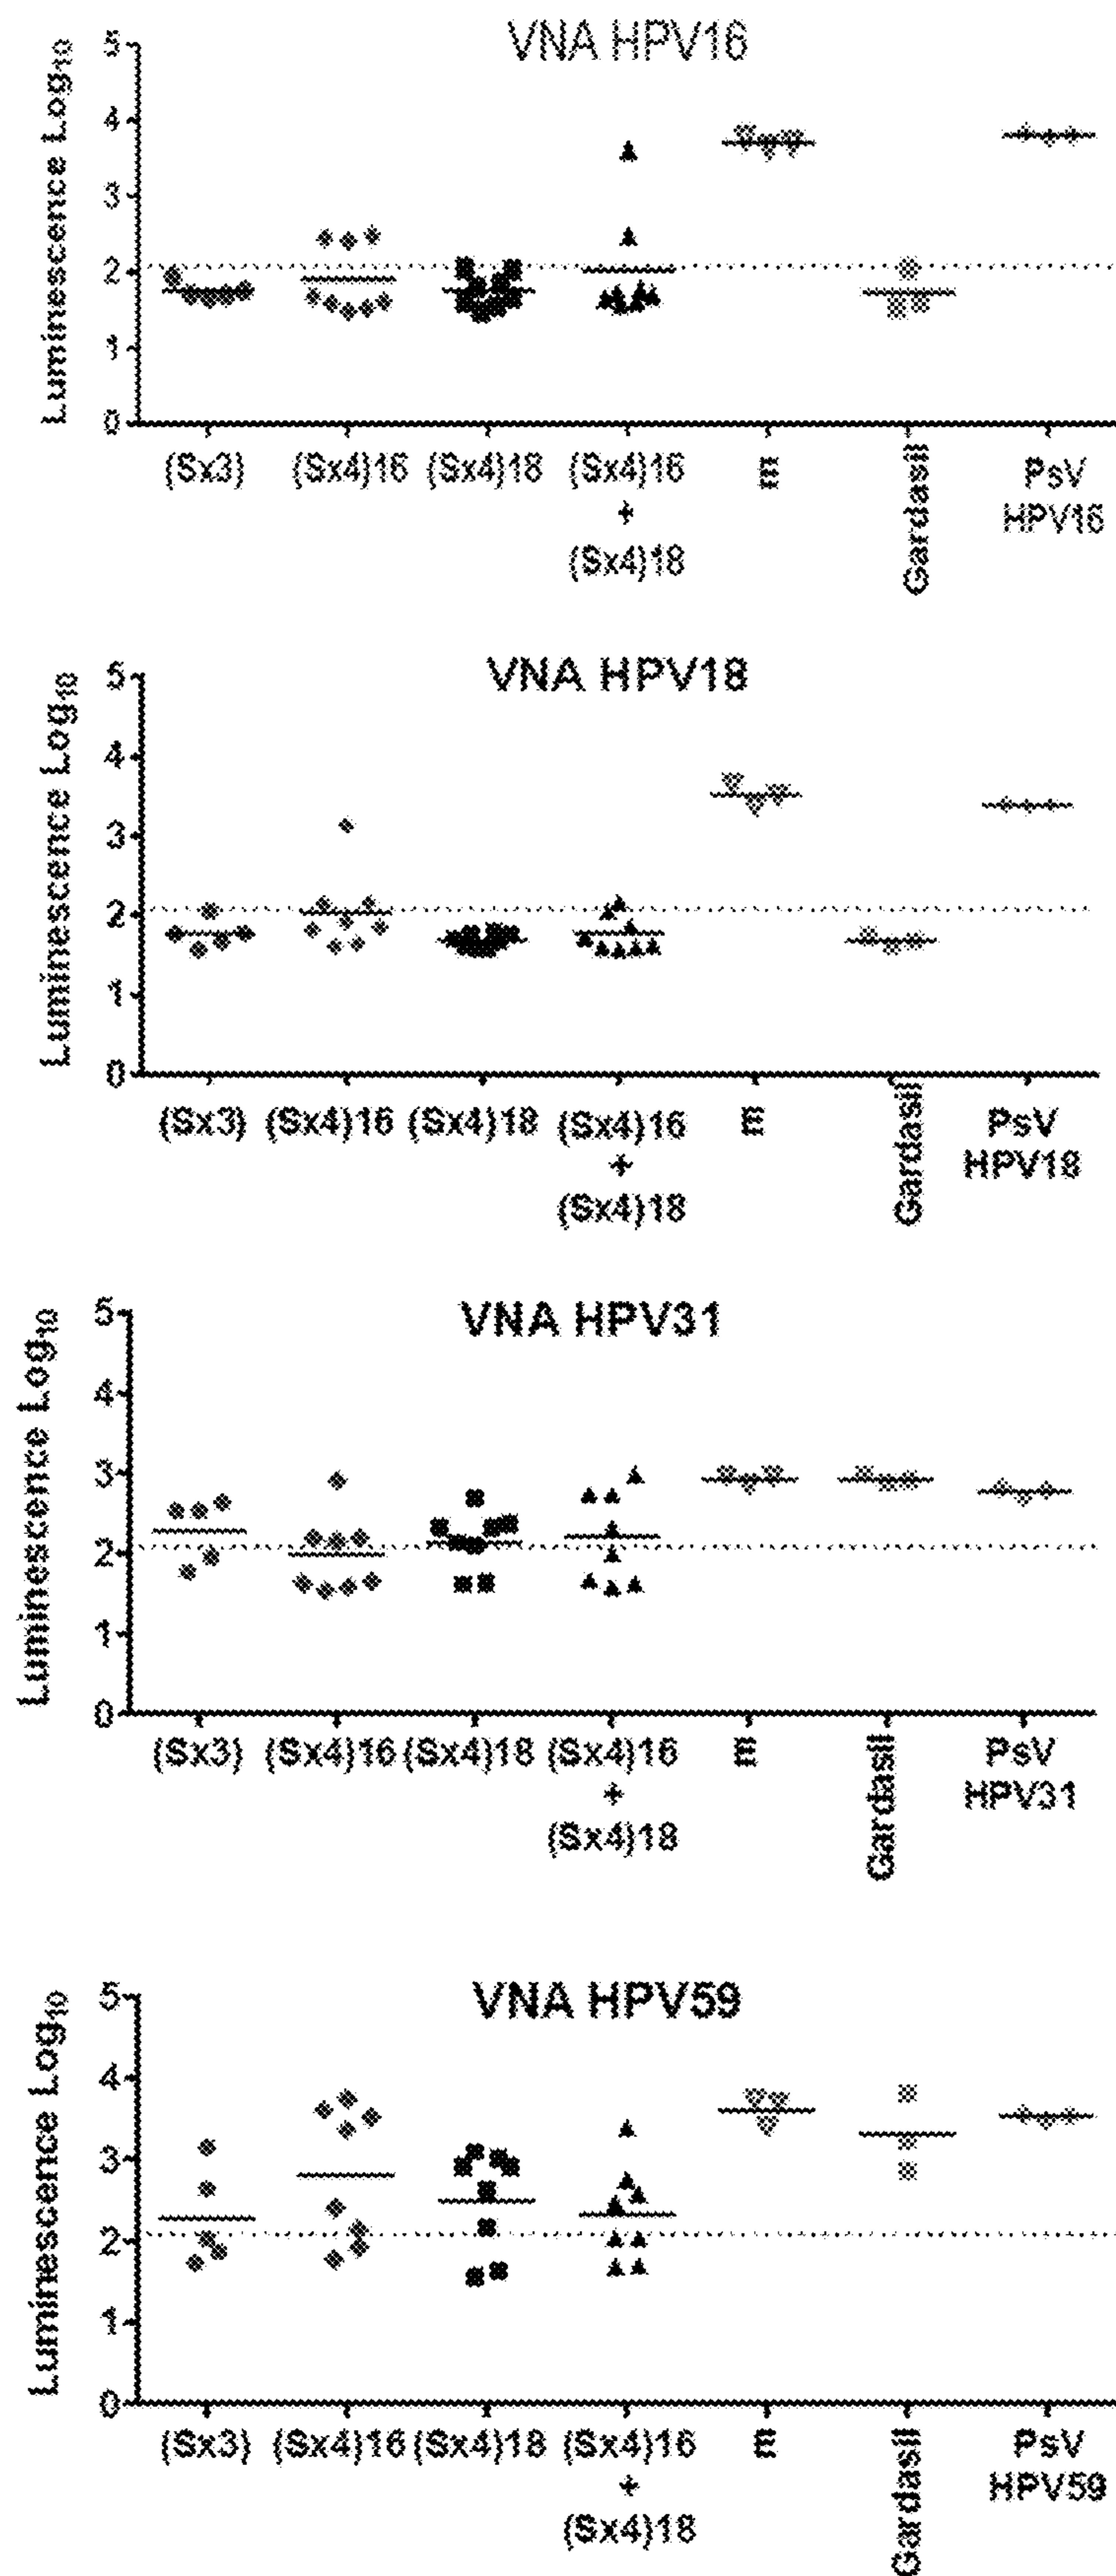 VNA HPV16
Luminescence Log10
5
4
3
2
1
0
(Sx3) (Sx4)16 (Sx4)18 (Sx4)16 E Gardasil PsV
+ HPV16
(Sx4)18
VNA HPV18
Luminescence Log10
5
4
3
2
1
0
(Sx3) (Sx4)16 (Sx4)18 (Sx4)16 E Gardasil PsV
+ HPV18
(Sx4)18
VNA HPV31
Luminescence Log10
5
4
3
2
1
0
(Sx3) (Sx4)16 (Sx4)18 (Sx4)16 E Gardasil PsV
+ HPV31
(Sx4)18
VNA HPV59
Luminescence Log10
5
4
3
2
1
0
(Sx3) (Sx4)16 (Sx4)18 (Sx4)16 E Gardasil PsV
+ HPV59
(Sx4)18